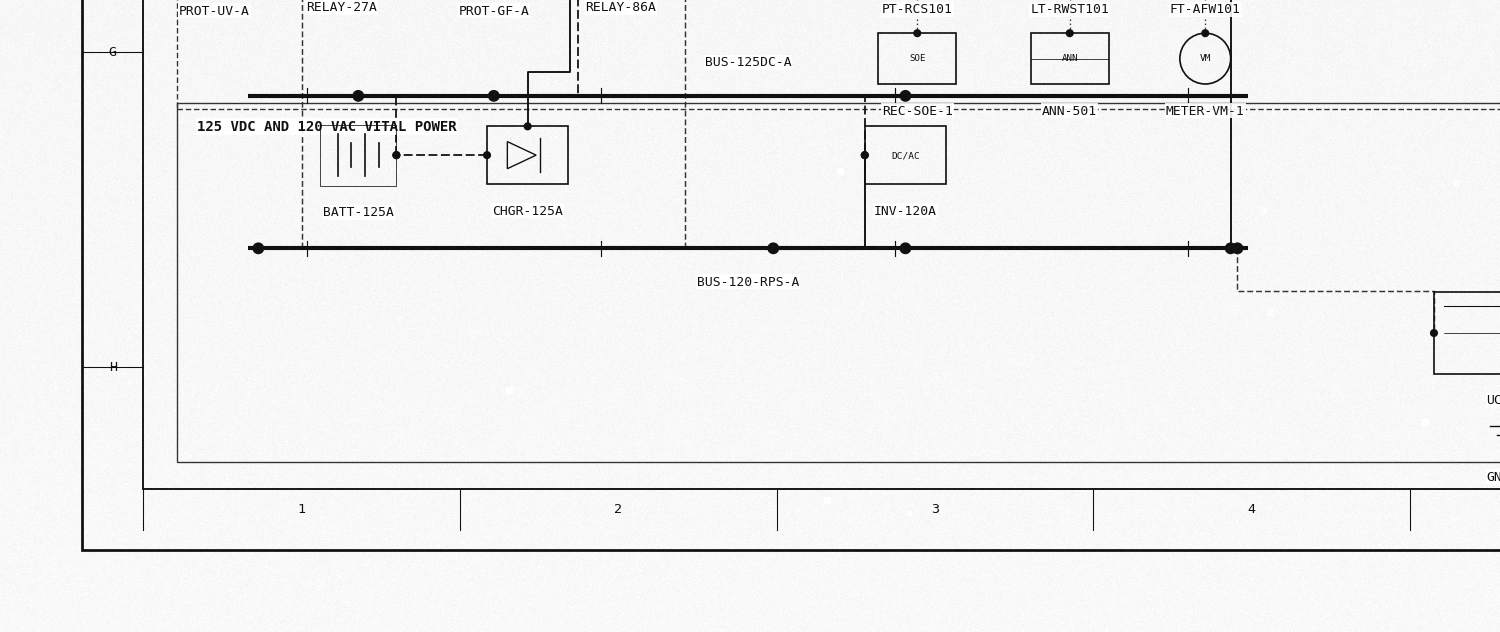 PROT-UV-A
RELAY-27A
PROT-GF-A
RELAY-86A
PT-RCS101
LT-RWST101
FT-AFW101
G
BUS-125DC-A
SOE
ANN
VM
REC-SOE-1
ANN-501
METER-VM-1
125 VDC AND 120 VAC VITAL POWER
DC/AC
BATT-125A
CHGR-125A
INV-120A
BUS-120-RPS-A
H
UC
GN
1
2
3
4